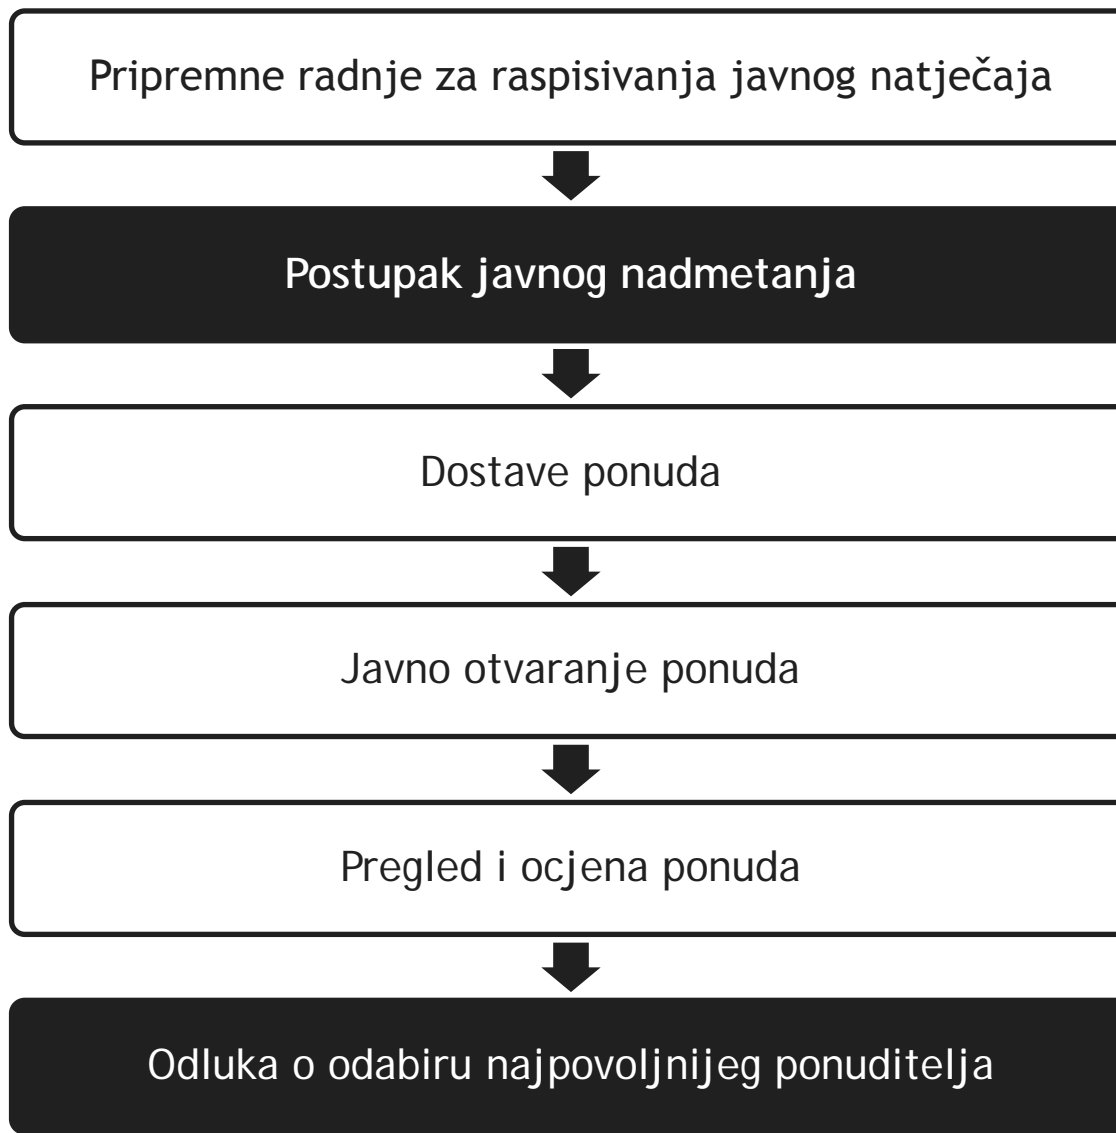 Pripremne radnje za raspisivanja javnog natječaja
Postupak javnog nadmetanja
Dostave ponuda
Javno otvaranje ponuda
Pregled i ocjena ponuda
Odluka o odabiru najpovoljnijeg ponuditelja